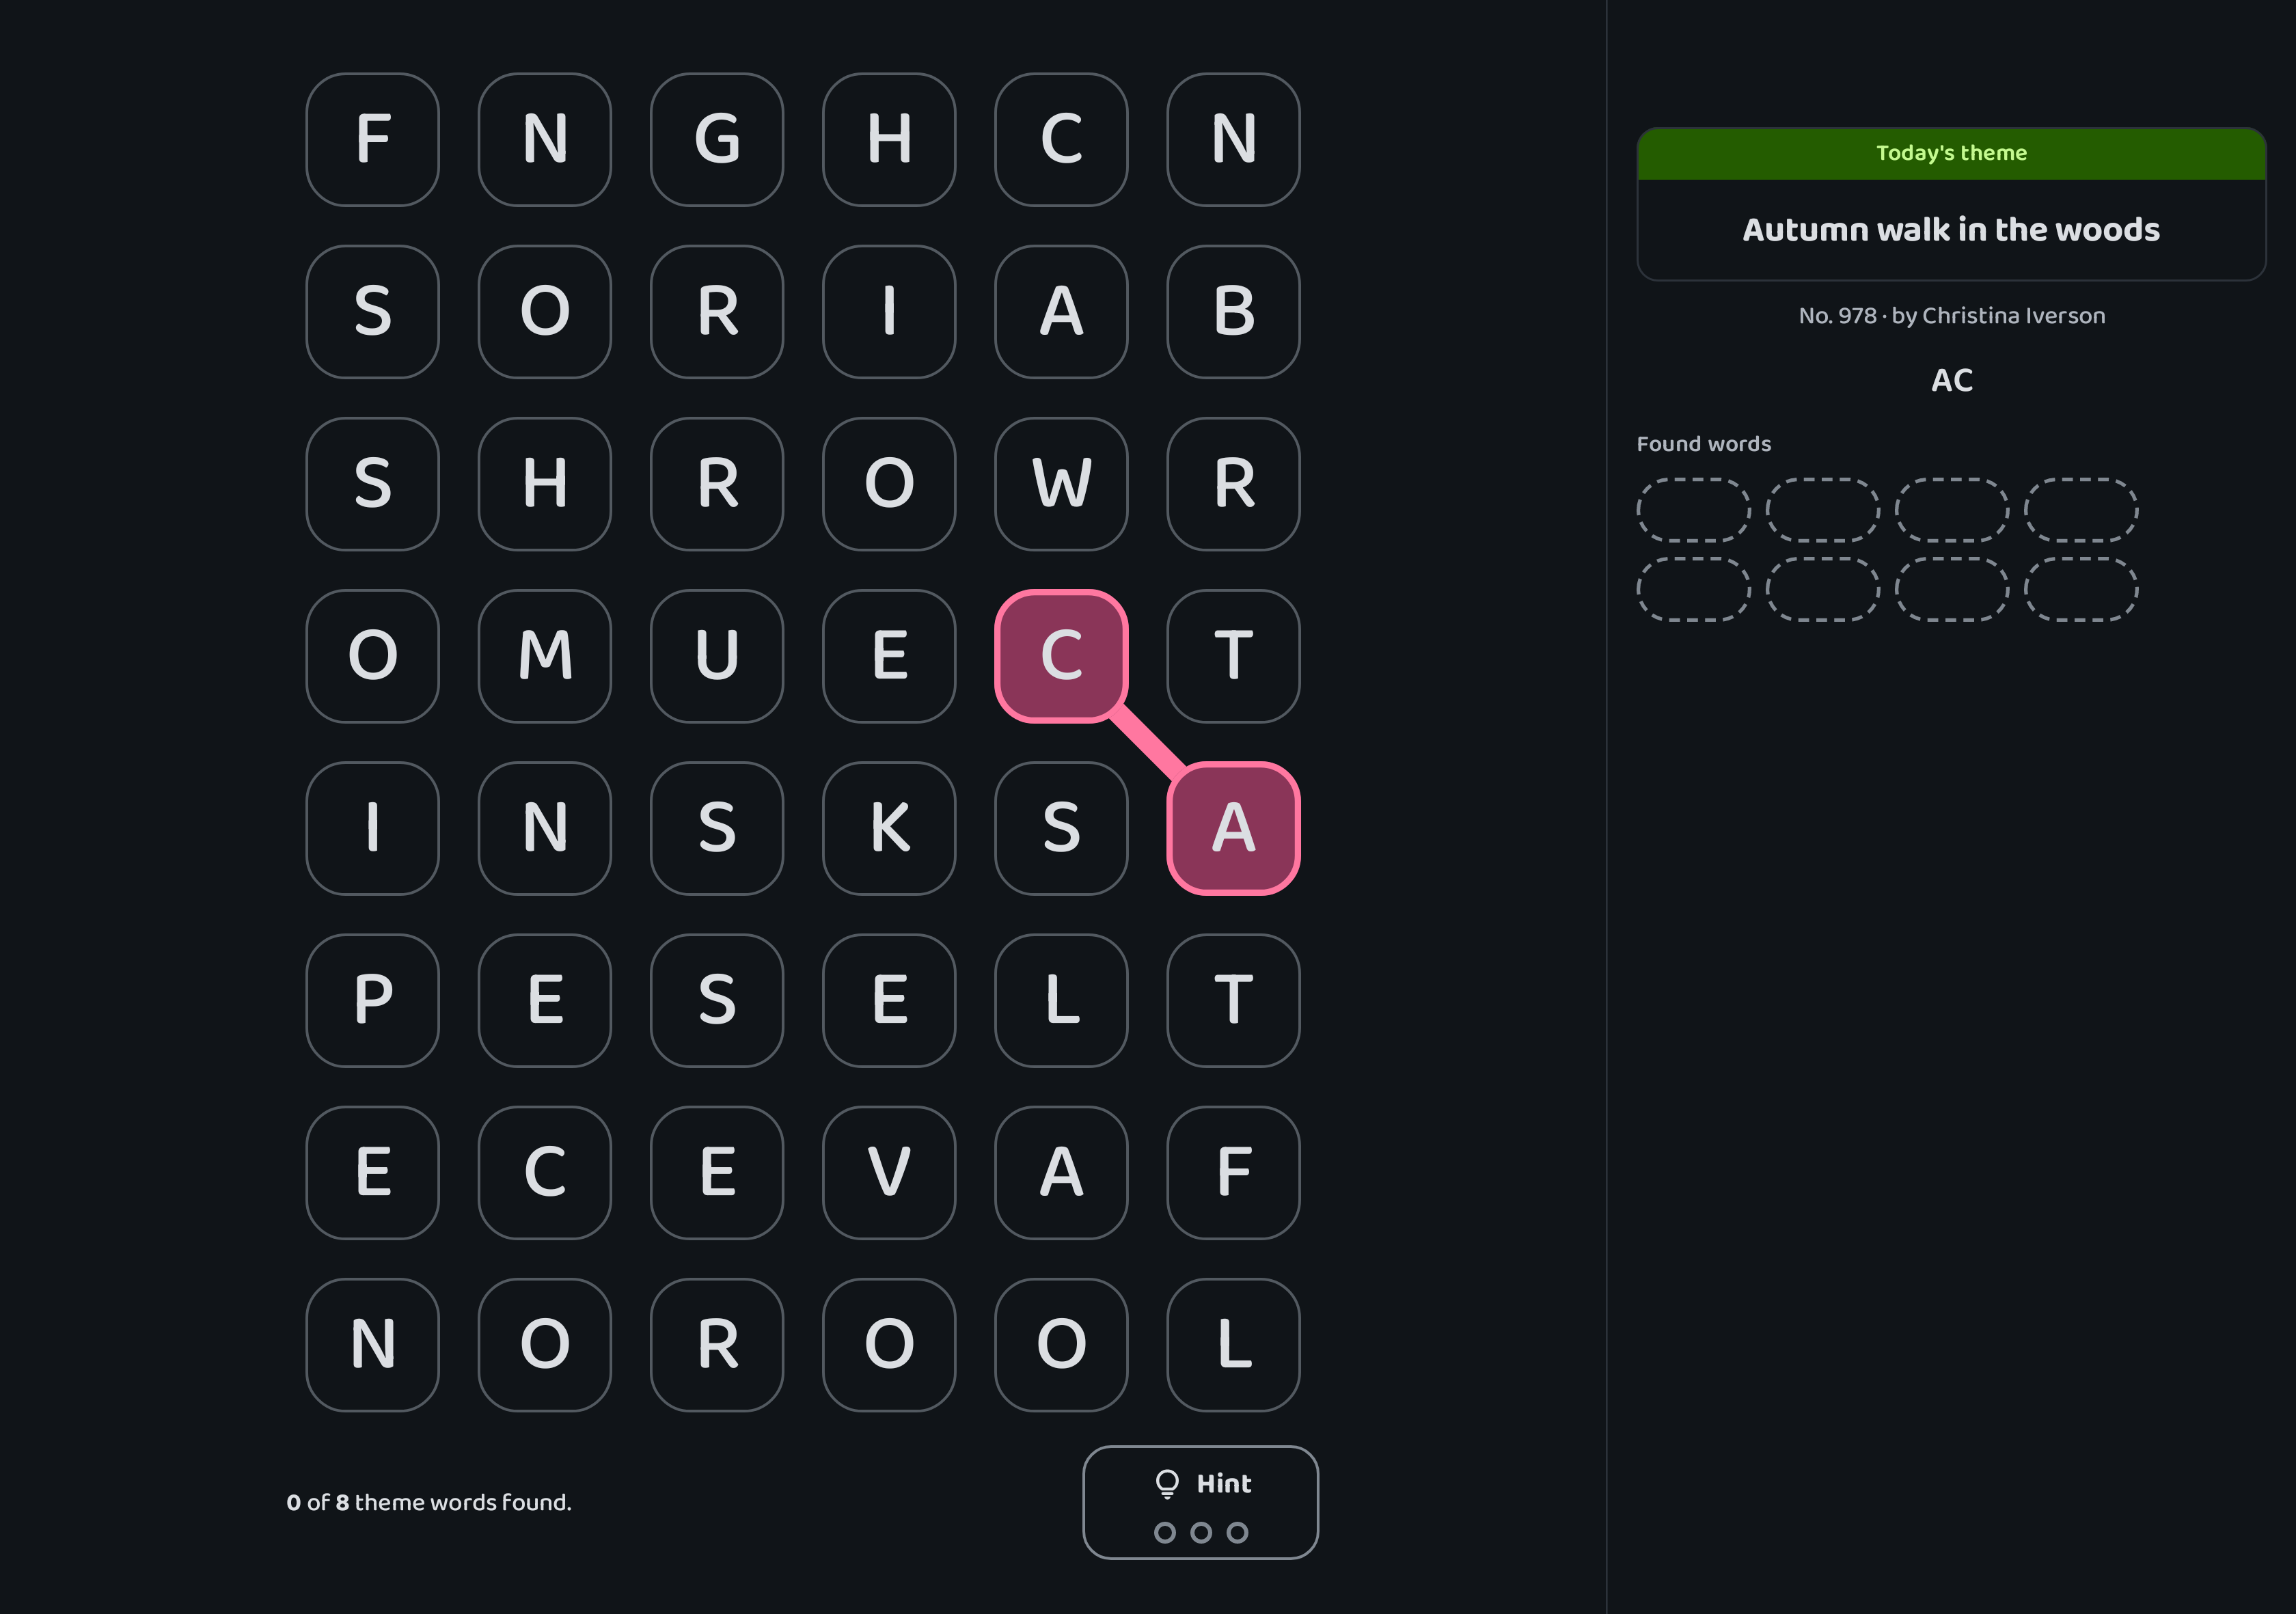 F N G H C N
S O R I A B
S H R O W R
O M U E C T
I N S K S A
P E S E L T
E C E V A F
N O R O O L
0 of 8 theme words found.
Hint
Today's theme
Autumn walk in the woods
No. 978 · by Christina Iverson
AC
Found words